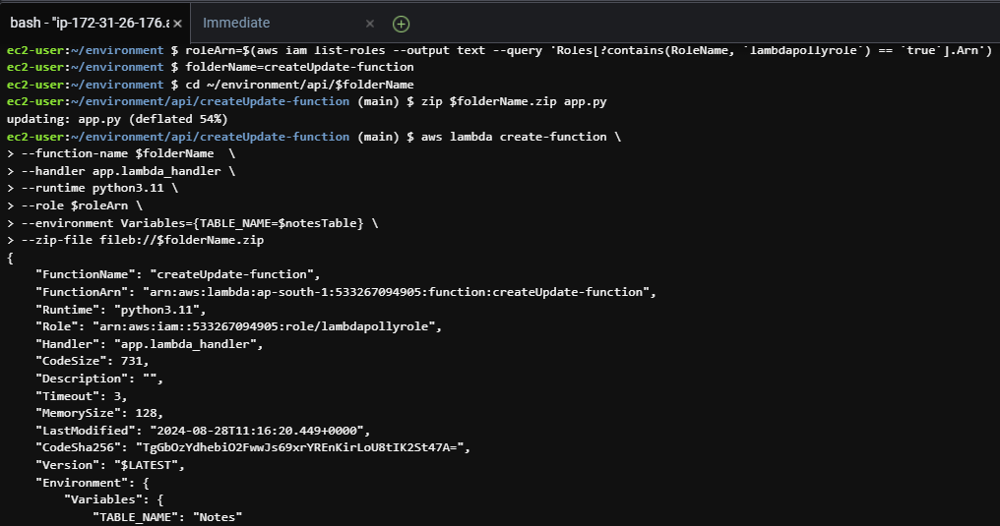 bash - "ip-172-31-26-176.a × Immediate × +
ec2-user:~/environment $ roleArn=$(aws iam list-roles --output text --query 'Roles[?contains(RoleName, `lambdapollyrole`) == `true`].Arn')
ec2-user:~/environment $ folderName=createUpdate-function
ec2-user:~/environment $ cd ~/environment/api/$folderName
ec2-user:~/environment/api/createUpdate-function (main) $ zip $folderName.zip app.py
updating: app.py (deflated 54%)
ec2-user:~/environment/api/createUpdate-function (main) $ aws lambda create-function \
> --function-name $folderName  \
> --handler app.lambda_handler \
> --runtime python3.11 \
> --role $roleArn \
> --environment Variables={TABLE_NAME=$notesTable} \
> --zip-file fileb://$folderName.zip
{
    "FunctionName": "createUpdate-function",
    "FunctionArn": "arn:aws:lambda:ap-south-1:533267094905:function:createUpdate-function",
    "Runtime": "python3.11",
    "Role": "arn:aws:iam::533267094905:role/lambdapollyrole",
    "Handler": "app.lambda_handler",
    "CodeSize": 731,
    "Description": "",
    "Timeout": 3,
    "MemorySize": 128,
    "LastModified": "2024-08-28T11:16:20.449+0000",
    "CodeSha256": "TgGbOzYdhebiO2FwwJs69xrYREnKirLoU8tIK2St47A=",
    "Version": "$LATEST",
    "Environment": {
        "Variables": {
            "TABLE_NAME": "Notes"